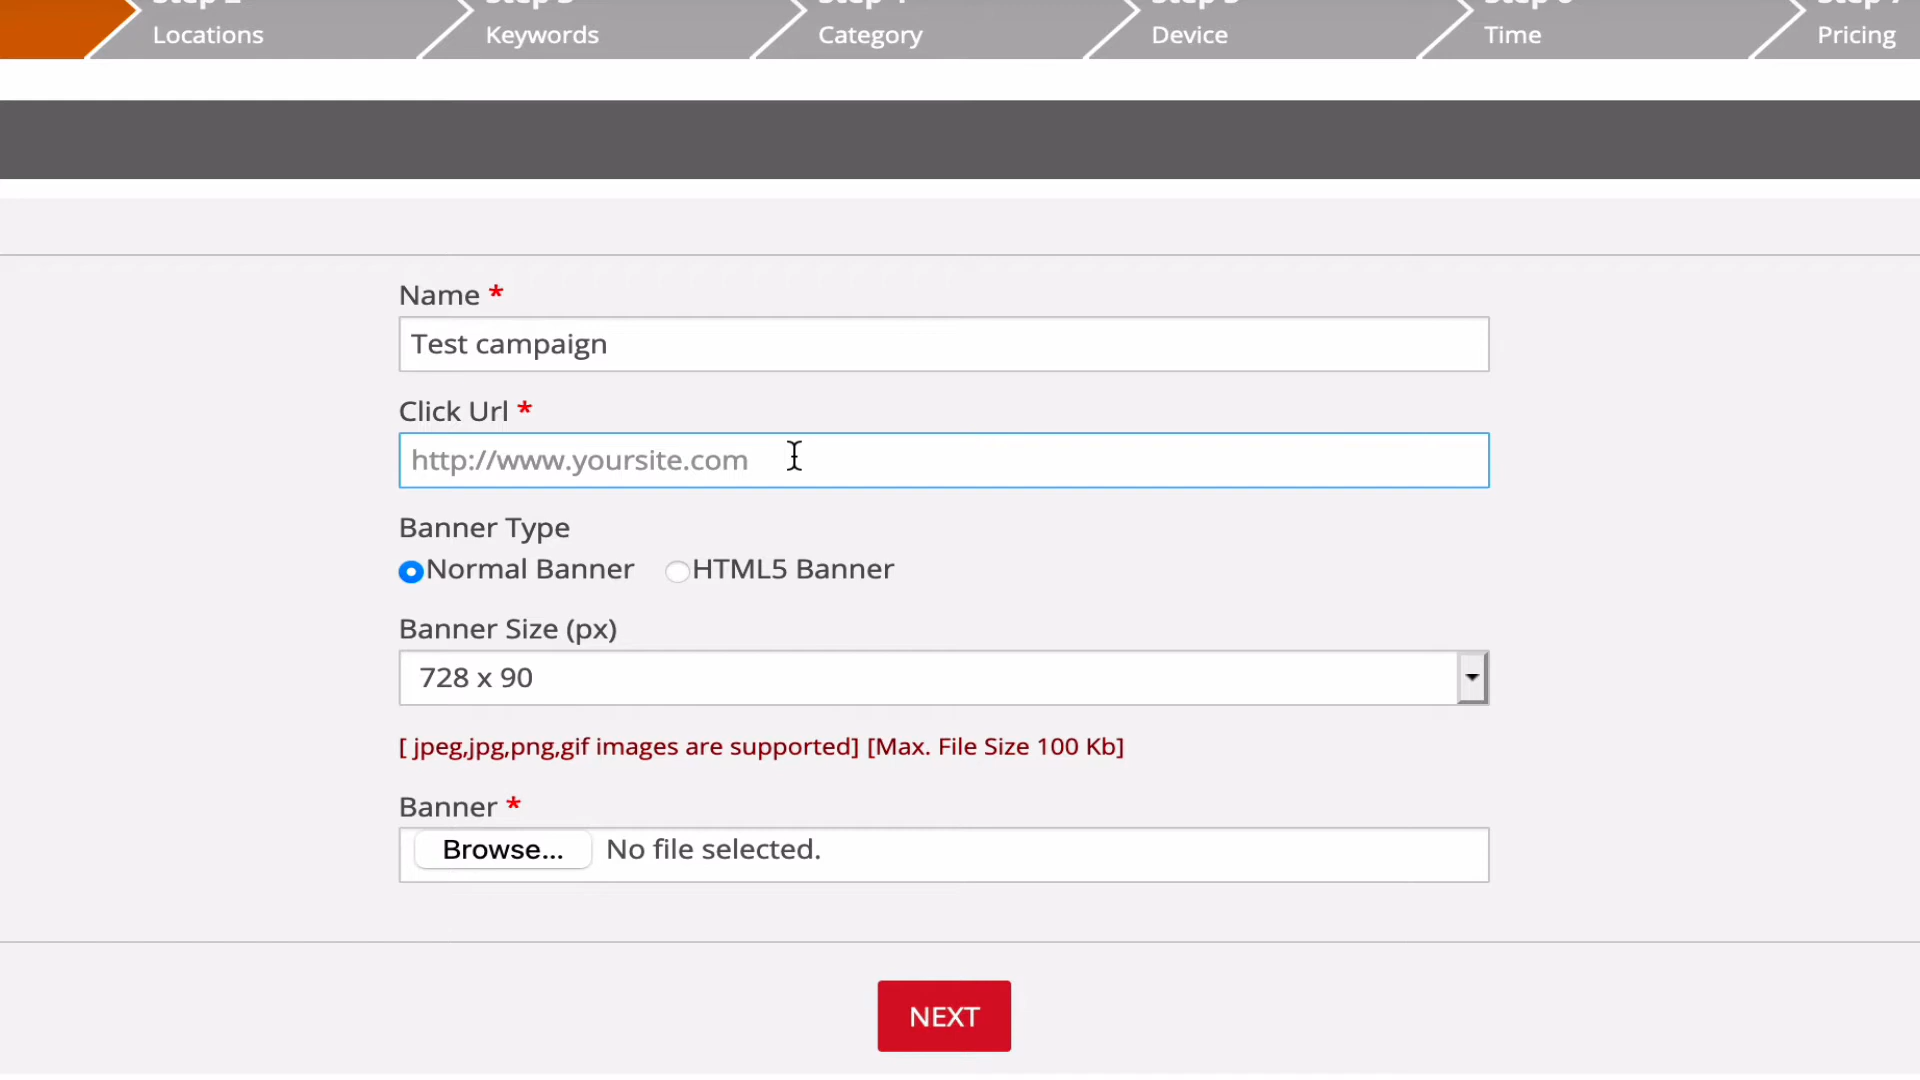 Locations
Keywords
Category
Device
Time
Pricing
Name *
Test campaign
Click Url *
http://www.yoursite.com
Banner Type
Normal Banner HTML5 Banner
Banner Size (px)
728 x 90
[ jpeg,jpg,png,gif images are supported] [Max. File Size 100 Kb]
Banner *
Browse... No file selected.
NEXT